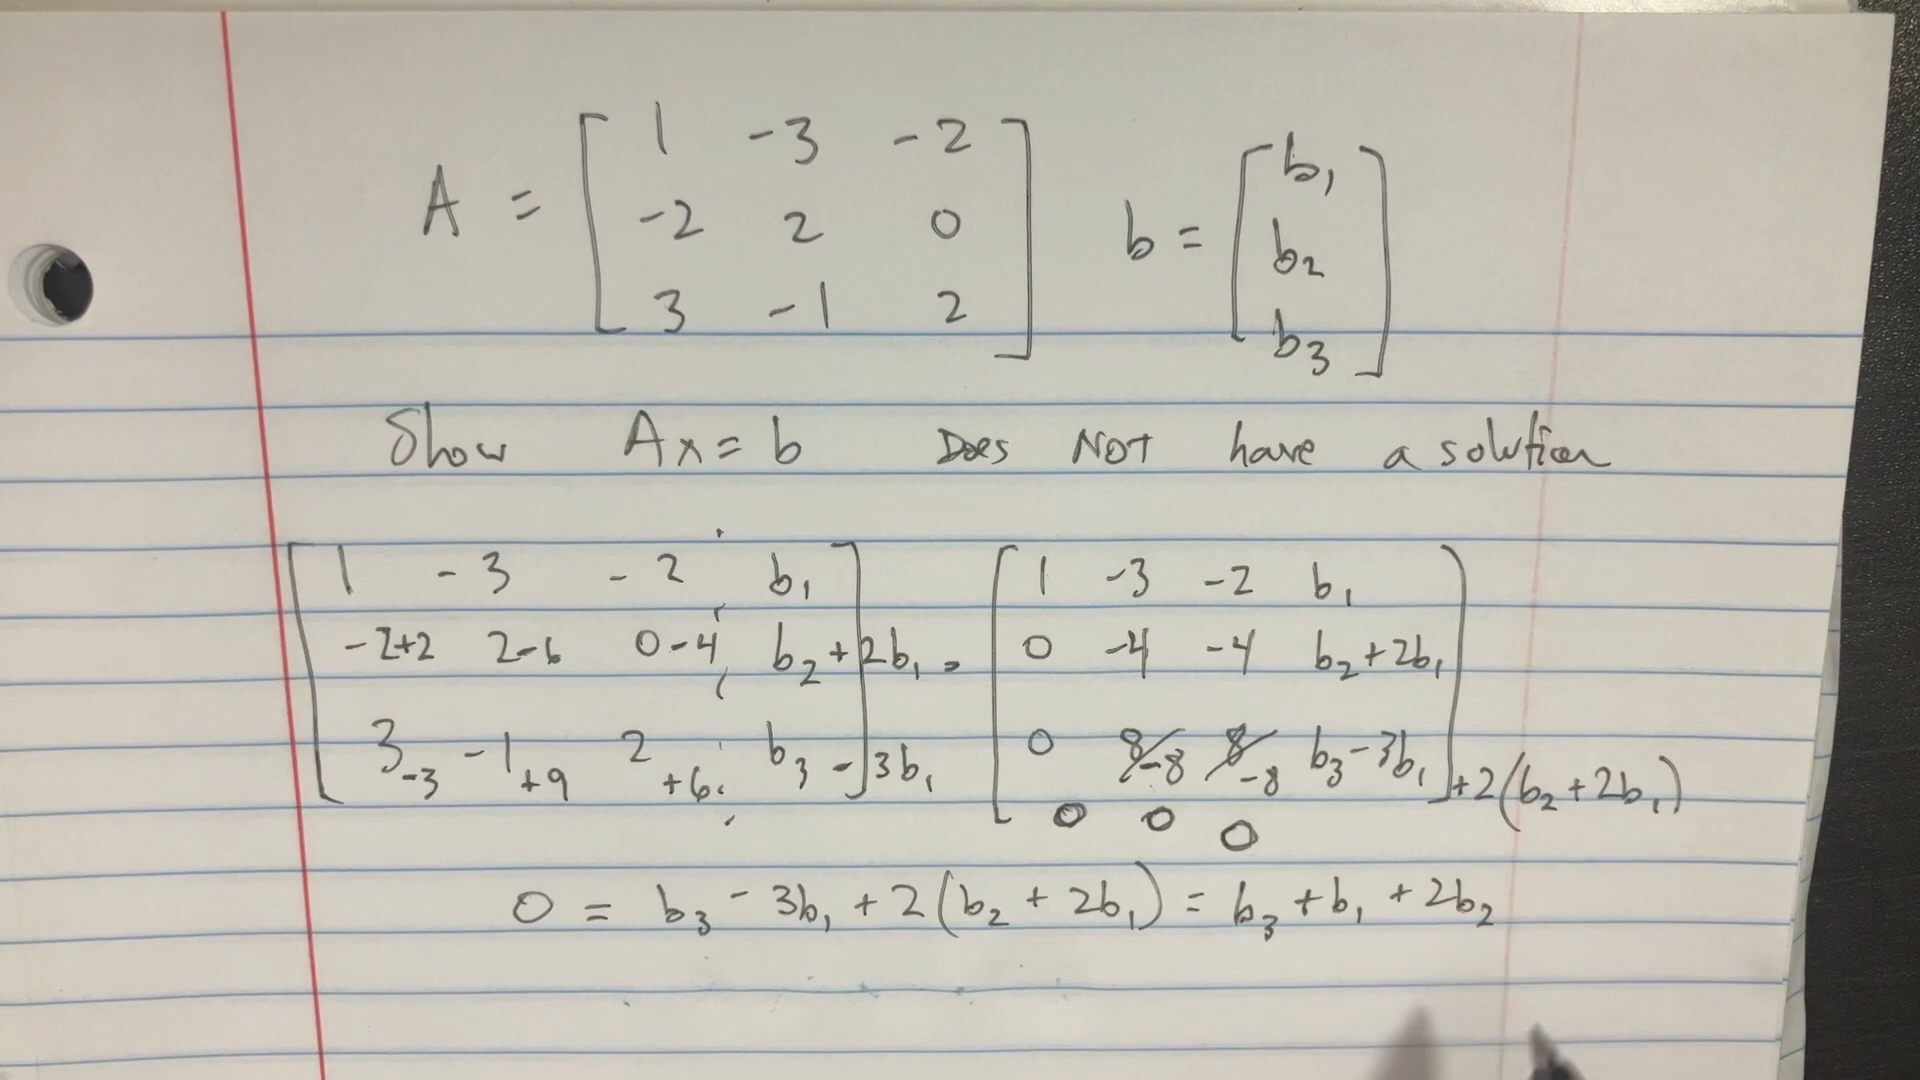 A = [ 1 -3 -2
-2 2 0
3 -1 2 ] b = [ b₁
b₂
b₃ ]
Show Ax = b Does NOT have a solution
[ 1 -3 -2 ⋮ b₁ ] [ 1 -3 -2 b₁ ]
-2+2 2-6 0-4 b₂ + 2b₁ = 0 -4 -4 b₂ + 2b₁
3-3 -1+9 2+6 b₃ - 3b₁ 0 8-8 8-8 b₃ - 3b₁ + 2(b₂ + 2b₁)
0 0 0
0 = b₃ - 3b₁ + 2(b₂ + 2b₁) = b₃ + b₁ + 2b₂